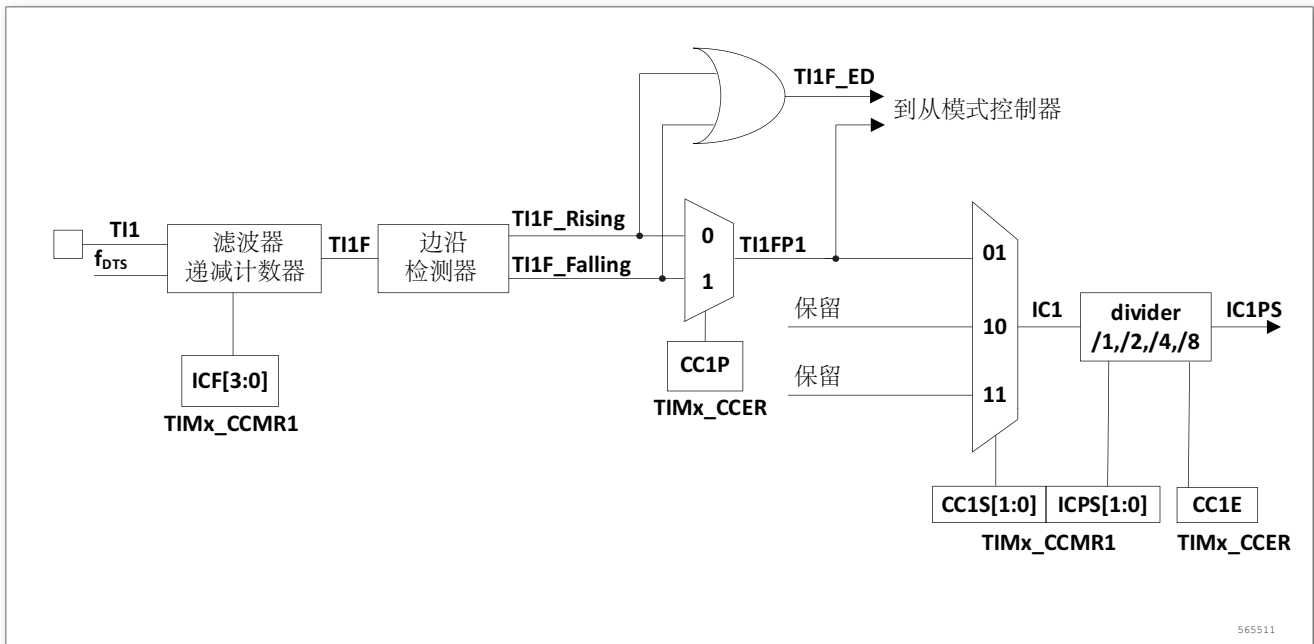 TI1F_ED
到从模式控制器
TI1
fDTS
滤波器
递减计数器
TI1F
边沿
检测器
TI1F_Rising
TI1F_Falling
0
1
TI1FP1
01
保留
10
IC1
divider
/1,/2,/4,/8
IC1PS
保留
11
ICF[3:0]
TIMx_CCMR1
CC1P
TIMx_CCER
CC1S[1:0]
ICPS[1:0]
CC1E
TIMx_CCMR1
TIMx_CCER
565511